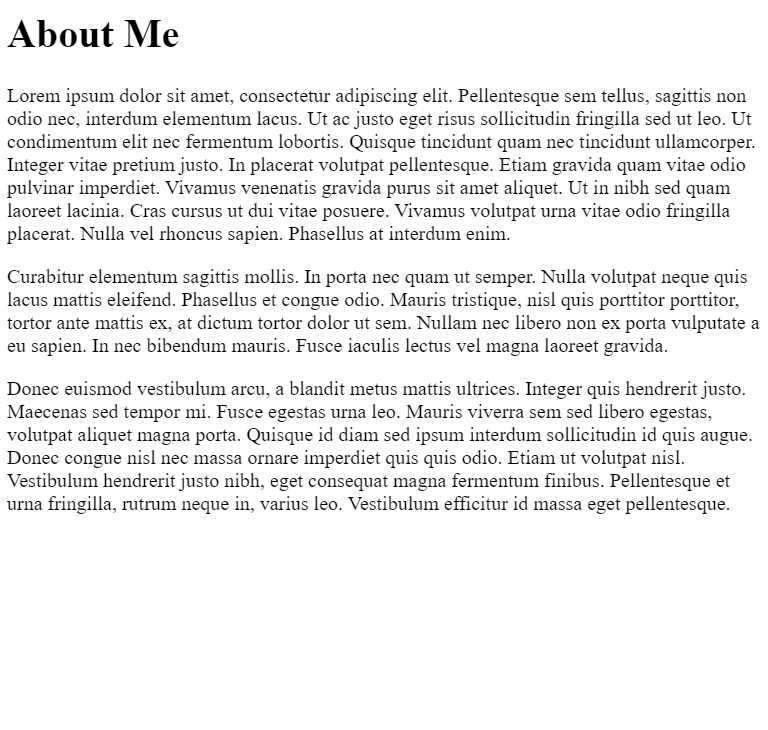 About Me
Lorem ipsum dolor sit amet, consectetur adipiscing elit. Pellentesque sem tellus, sagittis non
odio nec, interdum elementum lacus. Ut ac justo eget risus sollicitudin fringilla sed ut leo. Ut
condimentum elit nec fermentum lobortis. Quisque tincidunt quam nec tincidunt ullamcorper.
Integer vitae pretium justo. In placerat volutpat pellentesque. Etiam gravida quam vitae odio
pulvinar imperdiet. Vivamus venenatis gravida purus sit amet aliquet. Ut in nibh sed quam
laoreet lacinia. Cras cursus ut dui vitae posuere. Vivamus volutpat urna vitae odio fringilla
placerat. Nulla vel rhoncus sapien. Phasellus at interdum enim.
Curabitur elementum sagittis mollis. In porta nec quam ut semper. Nulla volutpat neque quis
lacus mattis eleifend. Phasellus et congue odio. Mauris tristique, nisl quis porttitor porttitor,
tortor ante mattis ex, at dictum tortor dolor ut sem. Nullam nec libero non ex porta vulputate a
eu sapien. In nec bibendum mauris. Fusce iaculis lectus vel magna laoreet gravida.
Donec euismod vestibulum arcu, a blandit metus mattis ultrices. Integer quis hendrerit justo.
Maecenas sed tempor mi. Fusce egestas urna leo. Mauris viverra sem sed libero egestas,
volutpat aliquet magna porta. Quisque id diam sed ipsum interdum sollicitudin id quis augue.
Donec congue nisl nec massa ornare imperdiet quis quis odio. Etiam ut volutpat nisl.
Vestibulum hendrerit justo nibh, eget consequat magna fermentum finibus. Pellentesque et
urna fringilla, rutrum neque in, varius leo. Vestibulum efficitur id massa eget pellentesque.